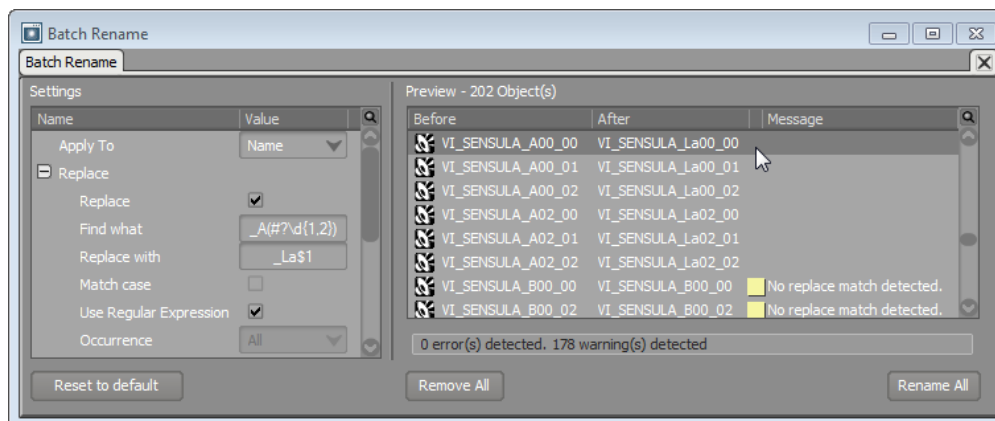 Batch Rename
Batch Rename
Settings
Name Value
Apply To Name
Replace
Replace
Find what _A(#?\d{1,2})
Replace with _La$1
Match case
Use Regular Expression
Occurrence All
Reset to default
Preview - 202 Object(s)
Before After Message
VI_SENSULA_A00_00 VI_SENSULA_La00_00
VI_SENSULA_A00_01 VI_SENSULA_La00_01
VI_SENSULA_A00_02 VI_SENSULA_La00_02
VI_SENSULA_A02_00 VI_SENSULA_La02_00
VI_SENSULA_A02_01 VI_SENSULA_La02_01
VI_SENSULA_A02_02 VI_SENSULA_La02_02
VI_SENSULA_B00_00 VI_SENSULA_B00_00 No replace match detected.
VI_SENSULA_B00_02 VI_SENSULA_B00_02 No replace match detected.
0 error(s) detected. 178 warning(s) detected
Remove All Rename All